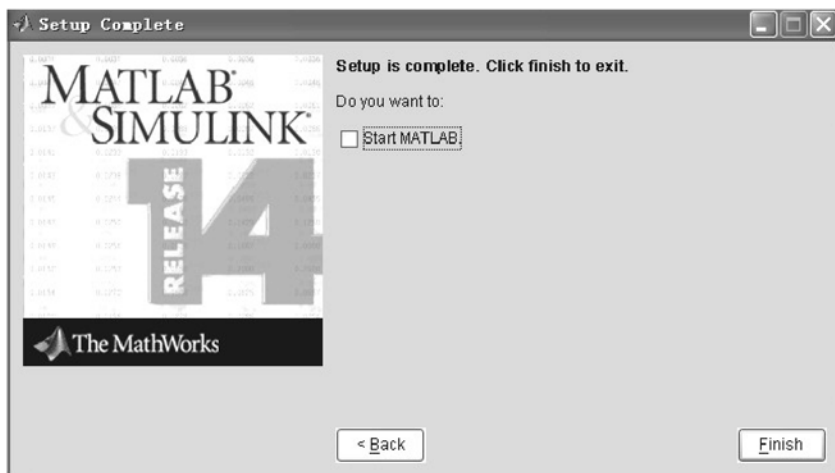 Setup Complete
MATLAB®
& SIMULINK®
RELEASE 14
The MathWorks
Setup is complete. Click finish to exit.
Do you want to:
Start MATLAB.
< Back
Finish